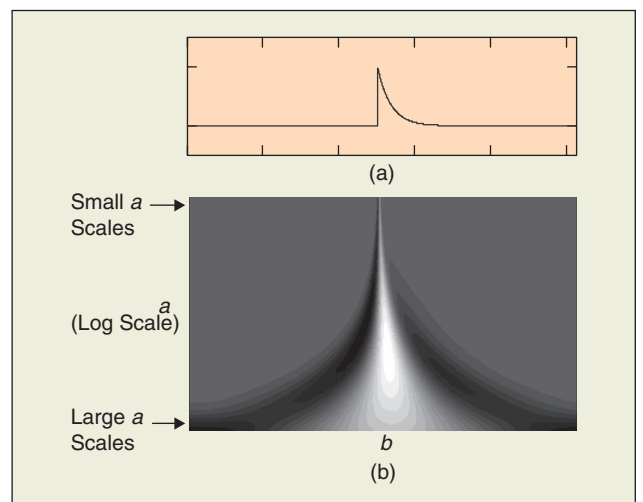 (a)
Small a
Scales
a
(Log Scale)
Large a
Scales
b
(b)